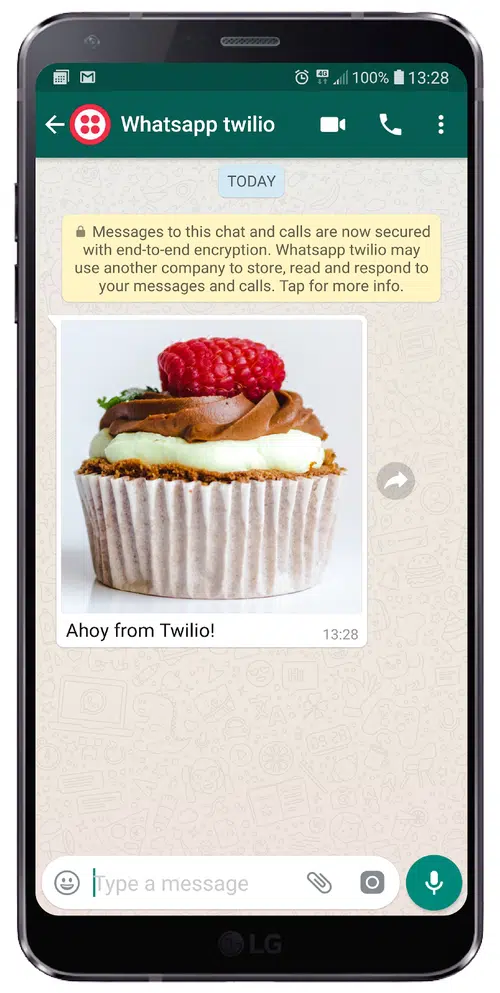 4G
100%
13:28
Whatsapp twilio
TODAY
Messages to this chat and calls are now secured
with end-to-end encryption. Whatsapp twilio may
use another company to store, read and respond to
your messages and calls. Tap for more info.
Ahoy from Twilio!
13:28
Type a message
LG